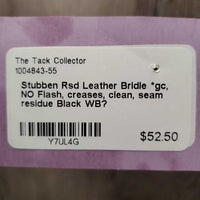 The Tack Collector
1004843-55
Stubben Rsd Leather Bridle *gc,
NO Flash, creases, clean, seam
residue Black WB?
Y7UL4G
$52.50